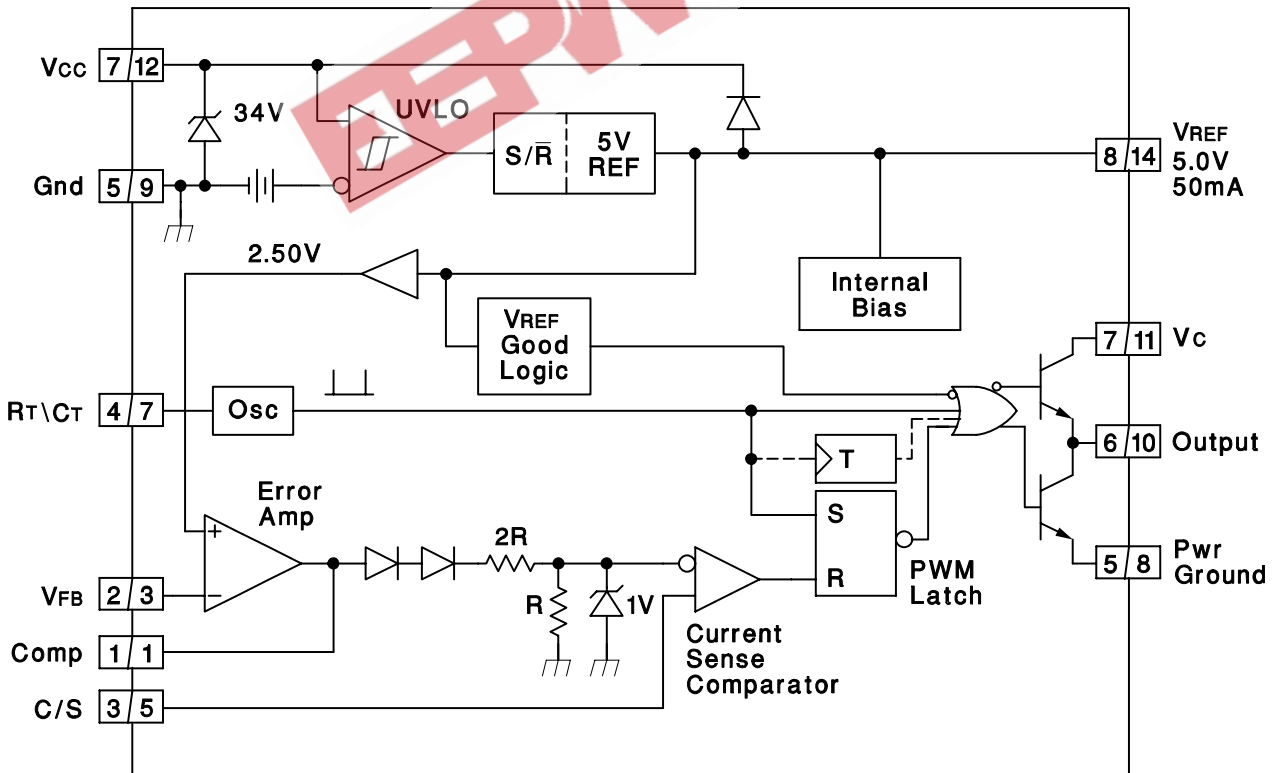 EEPW
VCC 7/12
34V
UVLO
S/R̅
5V
REF
8/14
VREF
5.0V
50mA
Gnd 5/9
2.50V
Internal
Bias
VREF
Good
Logic
7/11 VC
RT\CT 4/7
Osc
T
6/10 Output
Error
Amp
+
−
S
R
2R
R
1V
PWM
Latch
5/8
Pwr
Ground
VFB 2/3
Current
Sense
Comparator
Comp 1/1
C/S 3/5